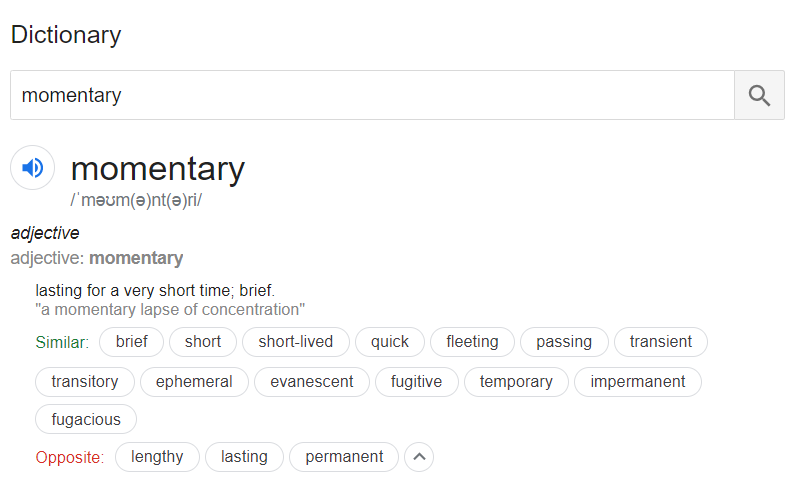 Dictionary
momentary
momentary
/ˈməʊm(ə)nt(ə)ri/
adjective
adjective: momentary
lasting for a very short time; brief.
"a momentary lapse of concentration"
Similar: brief short short-lived quick fleeting passing transient
transitory ephemeral evanescent fugitive temporary impermanent
fugacious
Opposite: lengthy lasting permanent